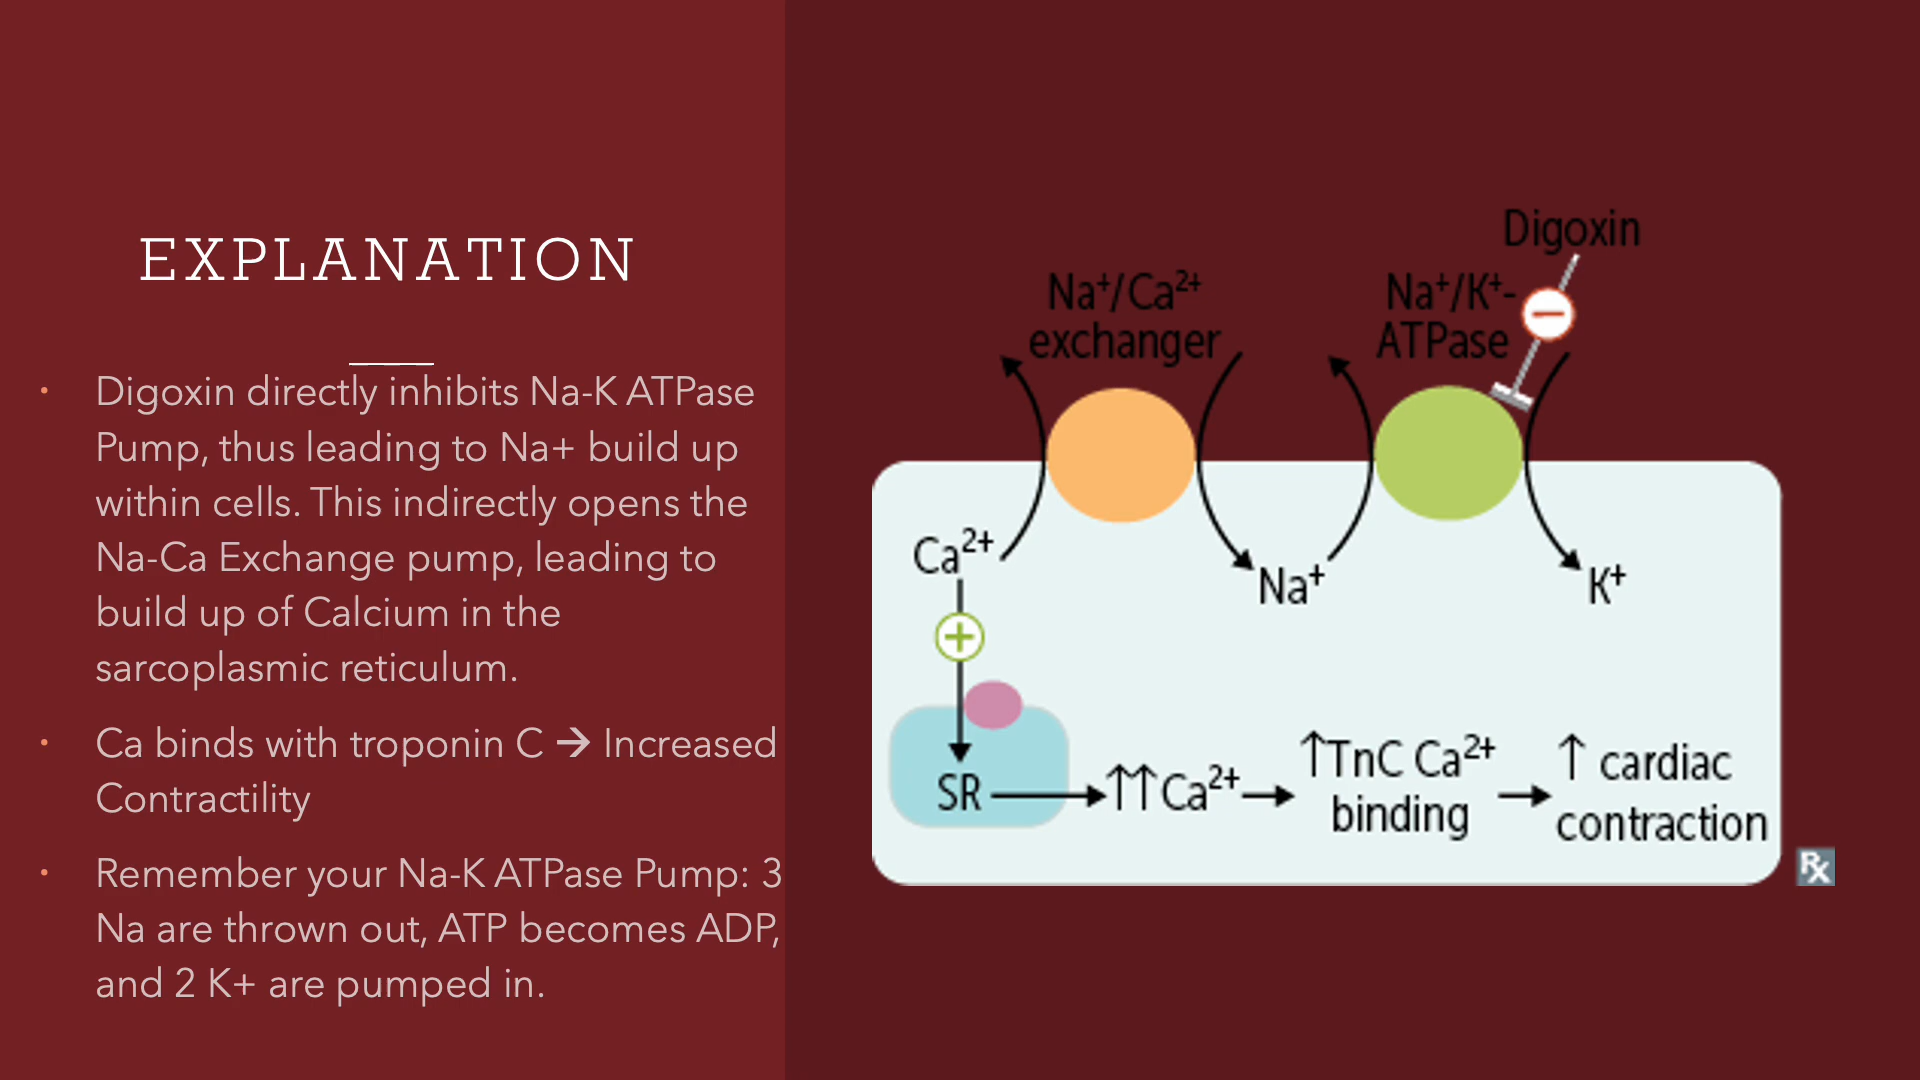 EXPLANATION
• Digoxin directly inhibits Na-K ATPase
Pump, thus leading to Na+ build up
within cells. This indirectly opens the
Na-Ca Exchange pump, leading to
build up of Calcium in the
sarcoplasmic reticulum.
• Ca binds with troponin C → Increased
Contractility
• Remember your Na-K ATPase Pump: 3
Na are thrown out, ATP becomes ADP,
and 2 K+ are pumped in.
Digoxin
Na⁺/Ca²⁺
exchanger
Na⁺/K⁺-
ATPase
Ca²⁺
Na⁺
K⁺
SR
↑↑Ca²⁺
↑TnC Ca²⁺
binding
↑ cardiac
contraction
Rx